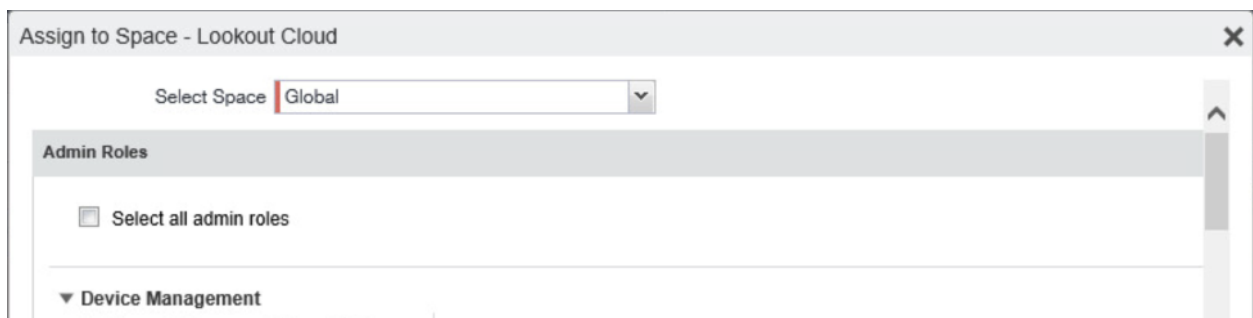 Assign to Space - Lookout Cloud
Select Space Global
Admin Roles
Select all admin roles
Device Management